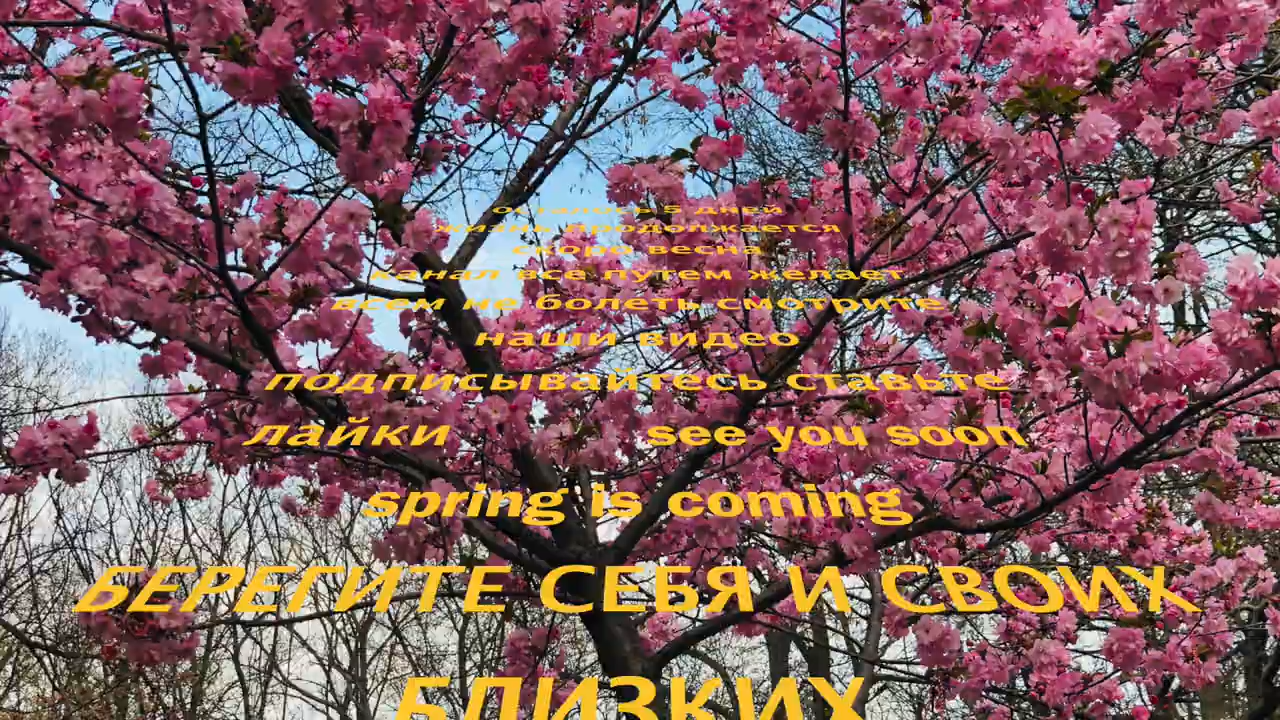 осталось 5 дней
жизнь продолжается
скоро весна
канал все путем желает
всем не болеть смотрите
наши видео
подписывайтесь ставьте
лайки see you soon
spring is coming
БЕРЕГИТЕ СЕБЯ И СВОИХ
БЛИЗКИХ